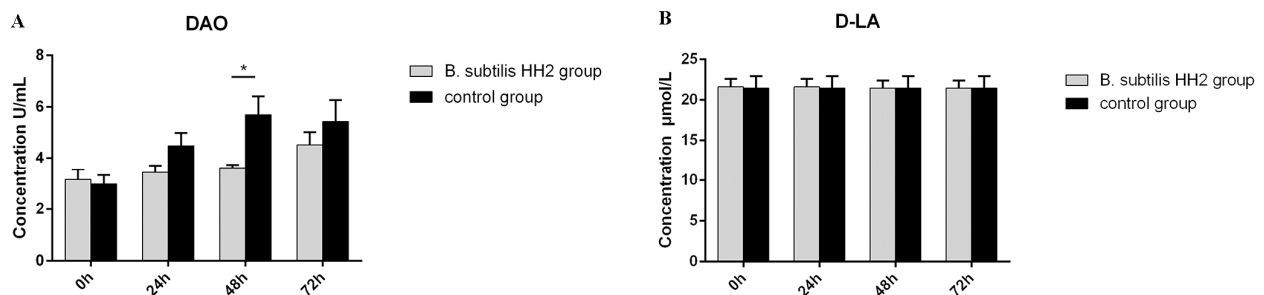 A
DAO
Concentration U/mL
8
6
4
2
0
*
0h
24h
48h
72h
B. subtilis HH2 group
control group
B
D-LA
Concentration µmol/L
25
20
15
10
5
0
0h
24h
48h
72h
B. subtilis HH2 group
control group